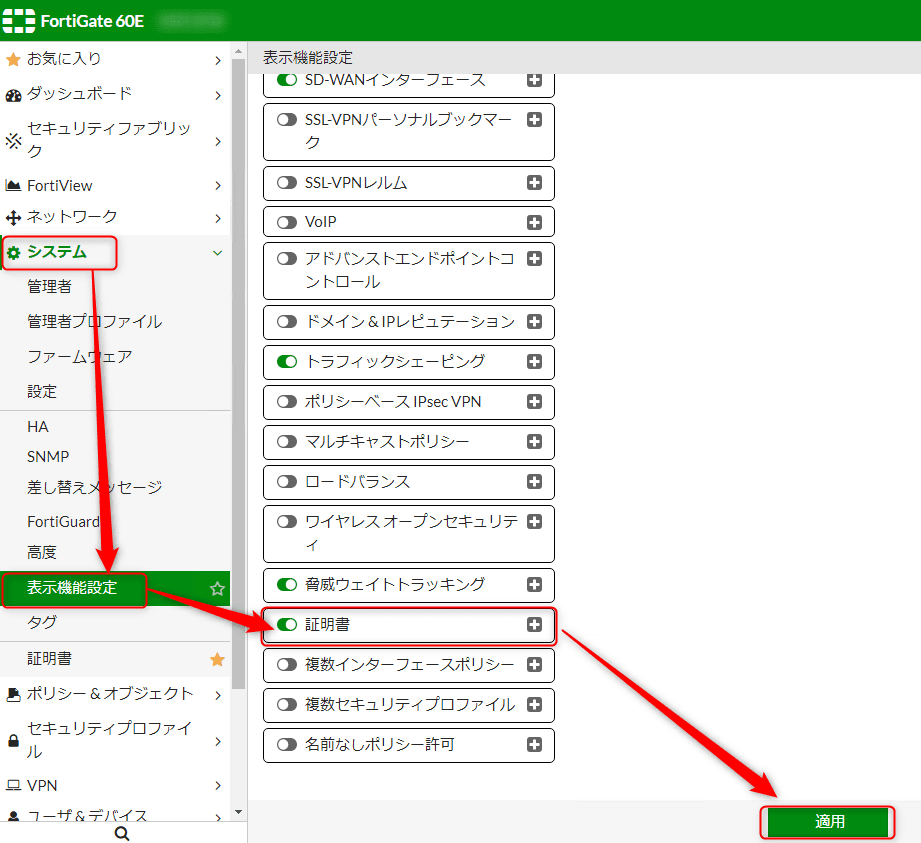 FortiGate 60E
お気に入り
ダッシュボード
セキュリティファブリッ
ク
FortiView
ネットワーク
システム
管理者
管理者プロファイル
ファームウェア
設定
HA
SNMP
差し替えメッセージ
FortiGuard
高度
表示機能設定
タグ
証明書
ポリシー & オブジェクト
セキュリティプロファイ
ル
VPN
ユーザ & デバイス
表示機能設定
SD-WANインターフェース
SSL-VPNパーソナルブックマー
ク
SSL-VPNレルム
VoIP
アドバンストエンドポイントコ
ントロール
ドメイン & IPレピュテーション
トラフィックシェーピング
ポリシーベース IPsec VPN
マルチキャストポリシー
ロードバランス
ワイヤレス オープンセキュリテ
ィ
脅威ウェイトトラッキング
証明書
複数インターフェースポリシー
複数セキュリティプロファイル
名前なしポリシー許可
適用